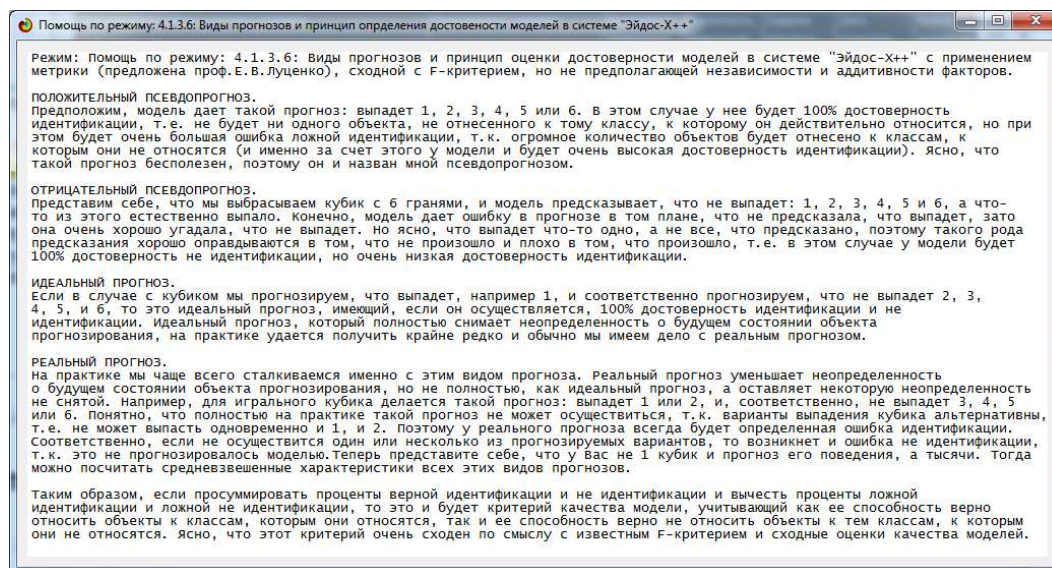 Помощь по режиму: 4.1.3.6: Виды прогнозов и принцип опрделения достовености моделей в системе "Эйдос-Х++"
Режим: Помощь по режиму: 4.1.3.6: Виды прогнозов и принцип оценки достоверности моделей в системе "Эйдос-Х++" с применением
метрики (предложена проф.Е.В.Луценко), сходной с F-критерием, но не предполагающей независимости и аддитивности факторов.
ПОЛОЖИТЕЛЬНЫЙ ПСЕВДОПРОГНОЗ.
Предположим, модель дает такой прогноз: выпадет 1, 2, 3, 4, 5 или 6. В этом случае у нее будет 100% достоверность
идентификации, т.е. не будет ни одного объекта, не отнесенного к тому классу, к которому он действительно относится, но при
этом будет очень большая ошибка ложной идентификации, т.к. огромное количество объектов будет отнесено к классам, к
которым они не относятся (и именно за счет этого у модели и будет очень высокая достоверность идентификации). Ясно, что
такой прогноз бесполезен, поэтому он и назван мной псевдопрогнозом.
ОТРИЦАТЕЛЬНЫЙ ПСЕВДОПРОГНОЗ.
Представим себе, что мы выбрасываем кубик с 6 гранями, и модель предсказывает, что не выпадет: 1, 2, 3, 4, 5 и 6, а что-
то из этого естественно выпало. Конечно, модель дает ошибку в прогнозе в том плане, что не предсказала, что выпадет, зато
она очень хорошо угадала, что не выпадет. Но ясно, что выпадет что-то одно, а не все, что предсказано, поэтому такого рода
предсказания хорошо оправдываются в том, что не произошло и плохо в том, что произошло, т.е. в этом случае у модели будет
100% достоверность не идентификации, но очень низкая достоверность идентификации.
ИДЕАЛЬНЫЙ ПРОГНОЗ.
Если в случае с кубиком мы прогнозируем, что выпадет, например 1, и соответственно прогнозируем, что не выпадет 2, 3,
4, 5, и 6, то это идеальный прогноз, имеющий, если он осуществляется, 100% достоверность идентификации и не
идентификации. Идеальный прогноз, который полностью снимает неопределенность о будущем состоянии объекта
прогнозирования, на практике удается получить крайне редко и обычно мы имеем дело с реальным прогнозом.
РЕАЛЬНЫЙ ПРОГНОЗ.
На практике мы чаще всего сталкиваемся именно с этим видом прогноза. Реальный прогноз уменьшает неопределенность
о будущем состоянии объекта прогнозирования, но не полностью, как идеальный прогноз, а оставляет некоторую неопределенность
не снятой. Например, для игрального кубика делается такой прогноз: выпадет 1 или 2, и, соответственно, не выпадет 3, 4, 5
или 6. Понятно, что полностью на практике такой прогноз не может осуществиться, т.к. варианты выпадения кубика альтернативны,
т.е. не может выпасть одновременно и 1, и 2. Поэтому у реального прогноза всегда будет определенная ошибка идентификации.
Соответственно, если не осуществится один или несколько из прогнозируемых вариантов, то возникнет и ошибка не идентификации,
т.к. это не прогнозировалось моделью.Теперь представите себе, что у Вас не 1 кубик и прогноз его поведения, а тысячи. Тогда
можно посчитать средневзвешенные характеристики всех этих видов прогнозов.
Таким образом, если просуммировать проценты верной идентификации и не идентификации и вычесть проценты ложной
идентификации и ложной не идентификации, то это и будет критерий качества модели, учитывающий как ее способность верно
относить объекты к классам, которым они относятся, так и ее способность верно не относить объекты к тем классам, к которым
они не относятся. Ясно, что этот критерий очень сходен по смыслу с известным F-критерием и сходные оценки качества моделей.